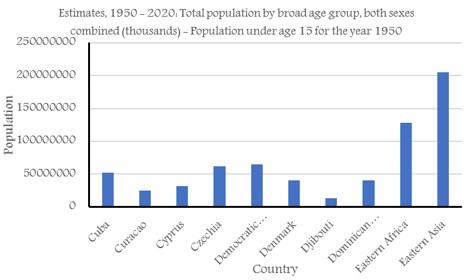 Estimates, 1950 - 2020: Total population by broad age group, both sexes
combined (thousands) - Population under age 15 for the year 1950
250000000
200000000
150000000
100000000
50000000
0
Population
Cuba
Curacao
Cyprus
Czechia
Democratic...
Denmark
Djibouti
Dominican...
Eastern Africa
Eastern Asia
Country